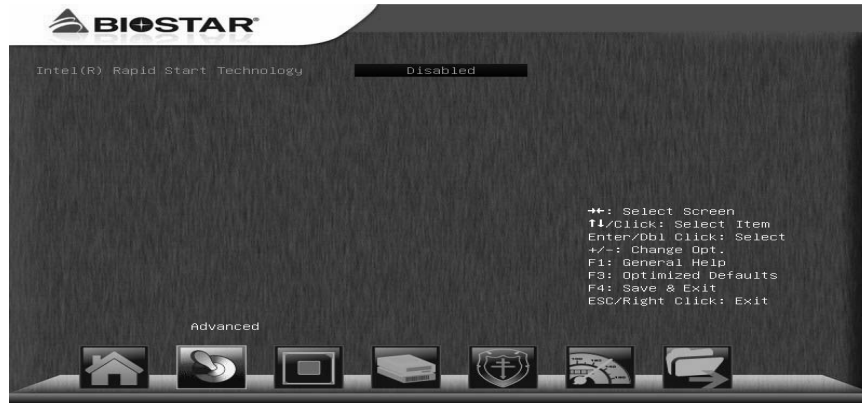 BIOSTAR®
Intel(R) Rapid Start Technology Disabled
→←: Select Screen
↑↓/Click: Select Item
Enter/Dbl Click: Select
+/-: Change Opt.
F1: General Help
F3: Optimized Defaults
F4: Save & Exit
ESC/Right Click: Exit
Advanced